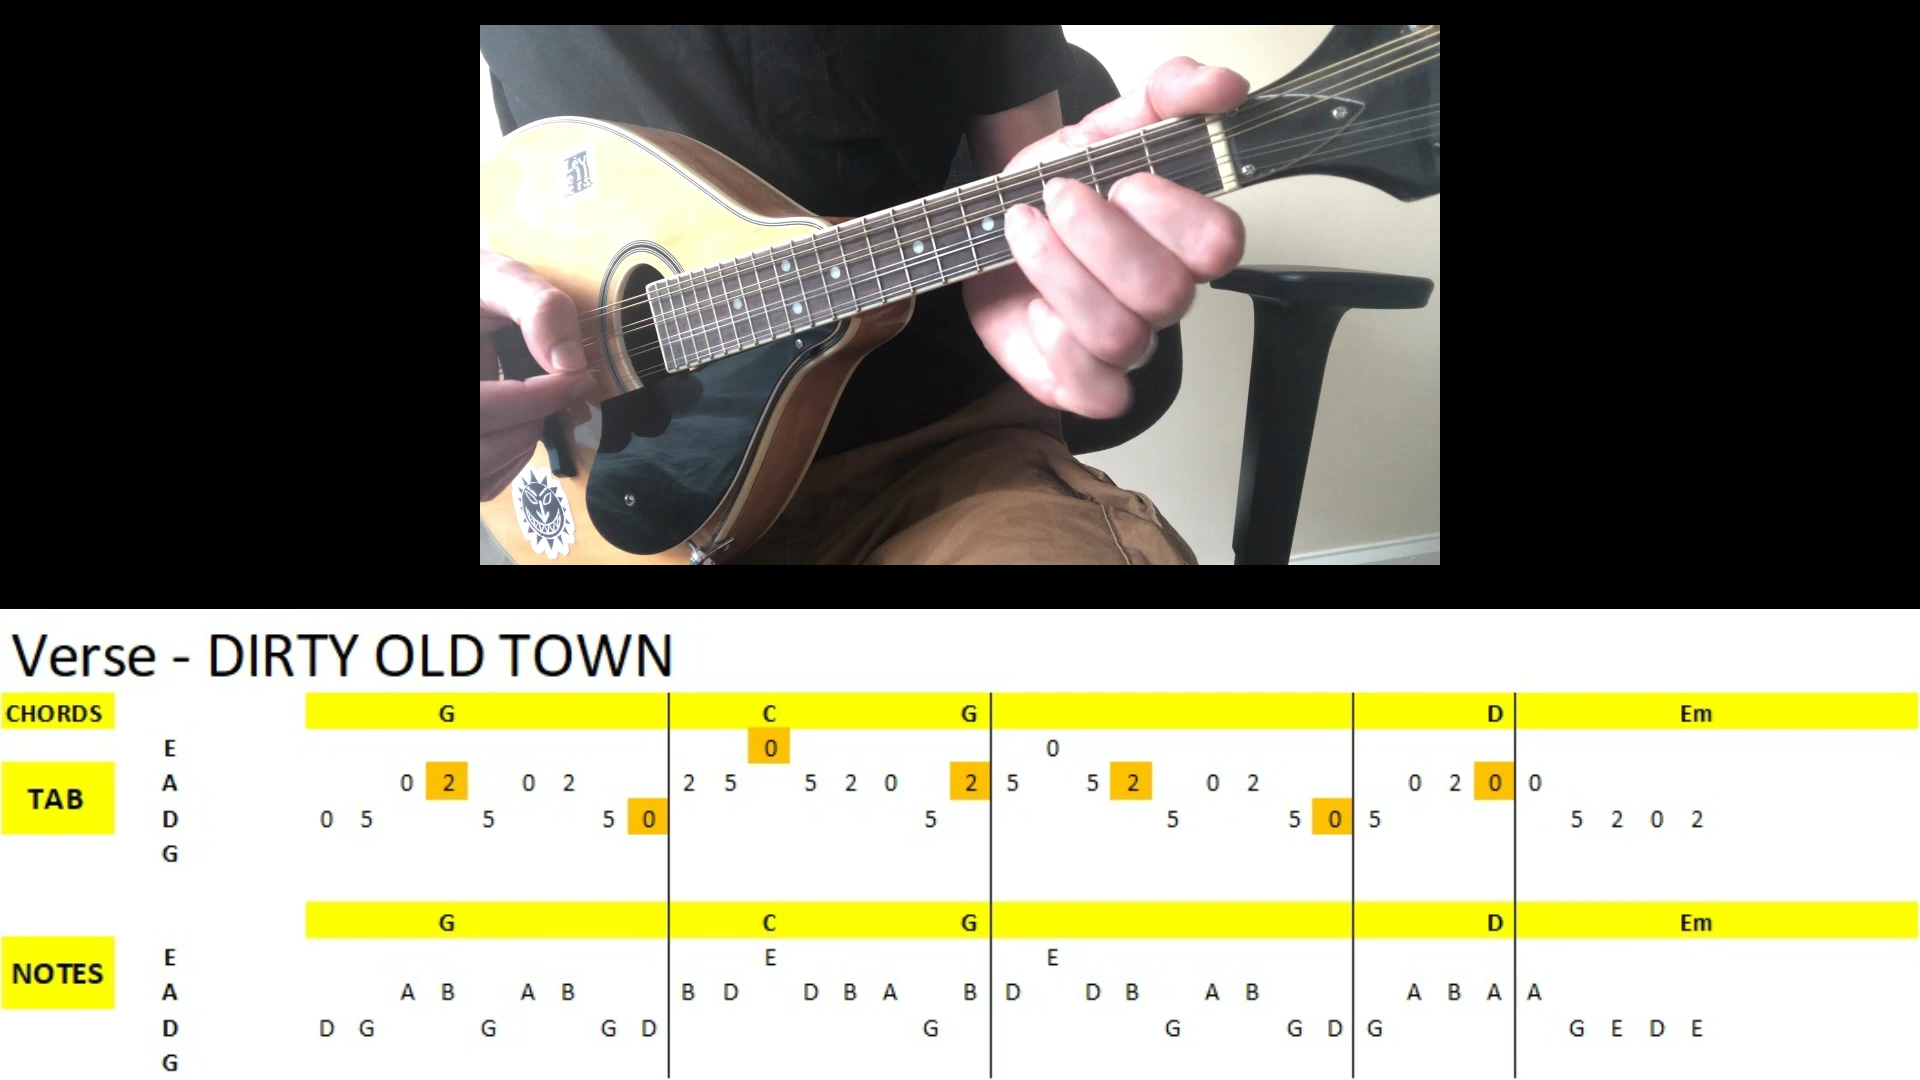 Verse - DIRTY OLD TOWN
CHORDS G C G D Em
E 0 0
TAB A 0 2 0 2 2 5 5 2 0 2 5 5 2 0 2 0 2 0 0
D 0 5 5 5 0 5 5 5 0 5 5 2 0 2
G
G C G D Em
E E E
NOTES A A B A B B D D B A B D D B A B A B A A
D D G G G D G G G D G G E D E
G